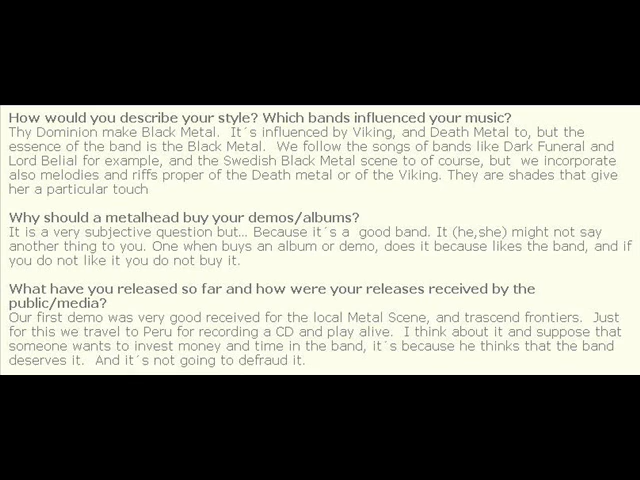 How would you describe your style? Which bands influenced your music?
Thy Dominion make Black Metal.  It´s influenced by Viking, and Death Metal to, but the
essence of the band is the Black Metal.  We follow the songs of bands like Dark Funeral and
Lord Belial for example, and the Swedish Black Metal scene to of course, but  we incorporate
also melodies and riffs proper of the Death metal or of the Viking. They are shades that give
her a particular touch
Why should a metalhead buy your demos/albums?
It is a very subjective question but... Because it´s a  good band. It (he,she) might not say
another thing to you. One when buys an album or demo, does it because likes the band, and if
you do not like it you do not buy it.
What have you released so far and how were your releases received by the
public/media?
Our first demo was very good received for the local Metal Scene, and trascend frontiers.  Just
for this we travel to Peru for recording a CD and play alive.  I think about it and suppose that
someone wants to invest money and time in the band, it´s because he thinks that the band
deserves it.  And it´s not going to defraud it.